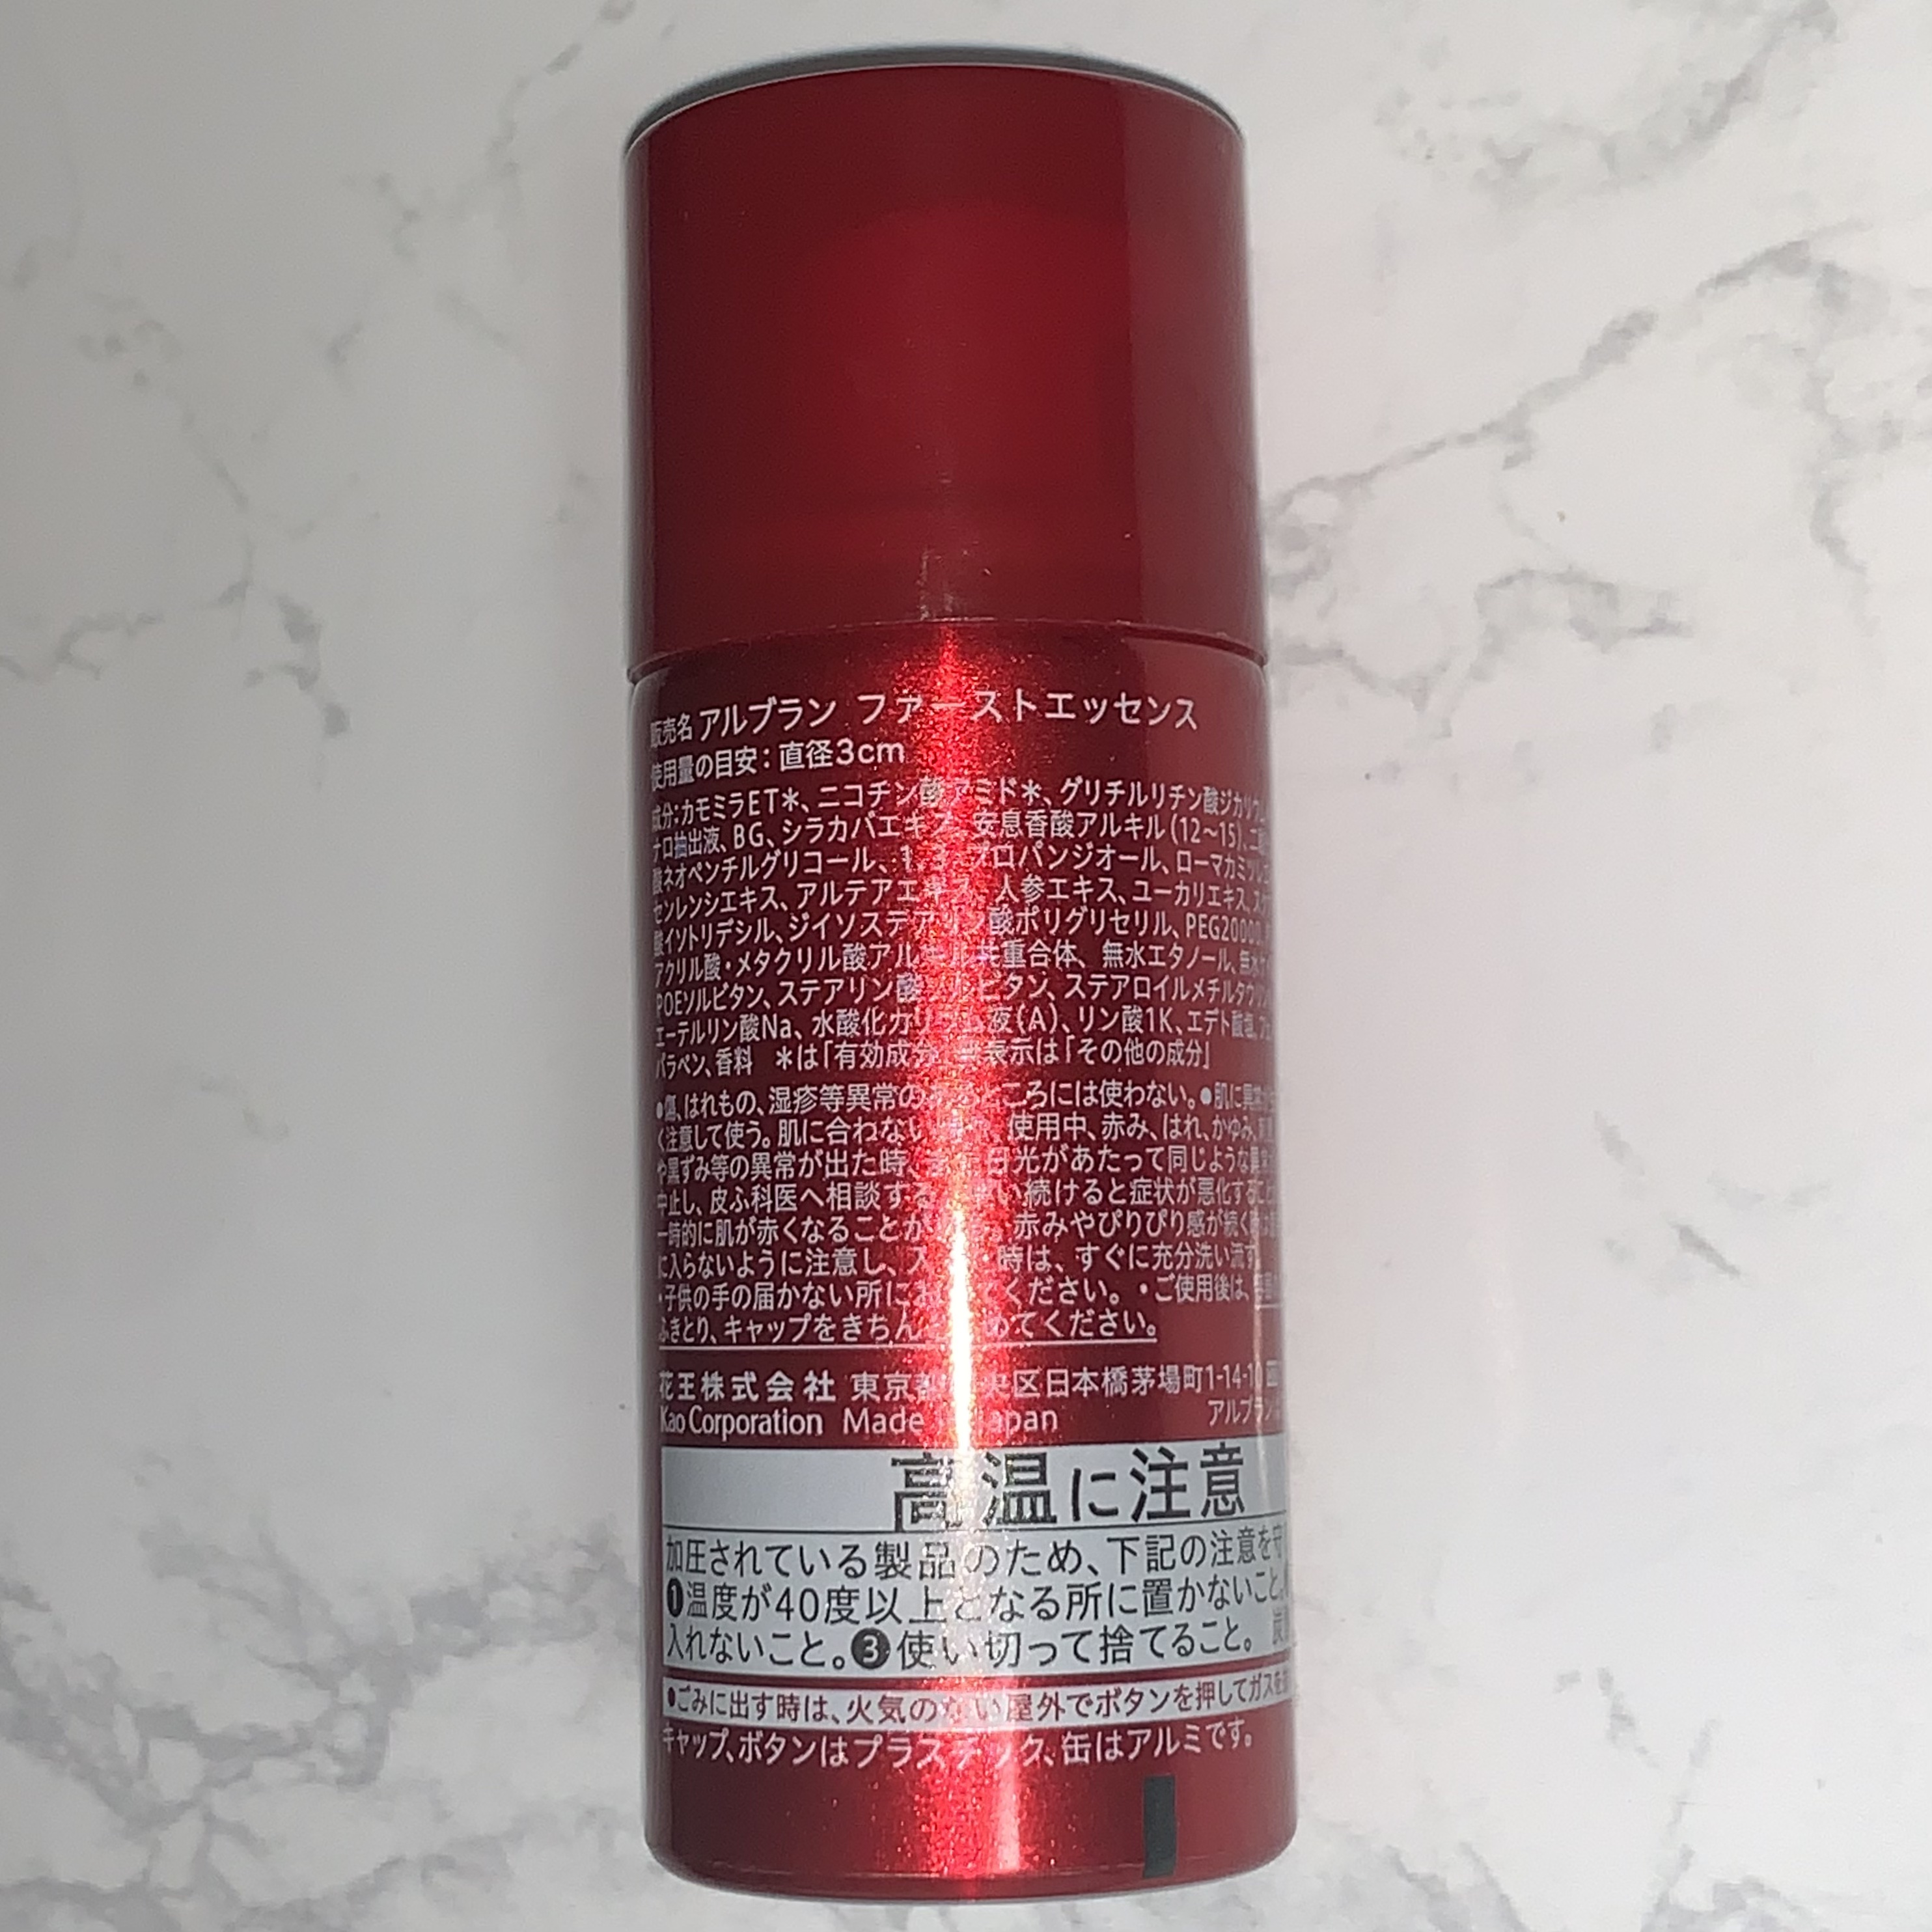 販売名 アルブラン ファーストエッセンス
使用量の目安：直径3cm
成分：カモミラET＊、ニコチン酸アミド＊、グリチルリチン酸ジカリウ
ナロ抽出液、BG、シラカバエキス、安息香酸アルキル（12～15）、二
酸ネオペンチルグリコール、1,3-プロパンジオール、ローマカミツレ
センレンシエキス、アルテアエキス、人参エキス、ユーカリエキス、
酸イソトリデシル、ジイソステアリン酸ポリグリセリル、PEG20000、
アクリル酸・メタクリル酸アルキル共重合体、無水エタノール、無水
POEソルビタン、ステアリン酸ソルビタン、ステアロイルメチルタウリン
エーテルリン酸Na、水酸化カリウム液（A）、リン酸1K、エデト酸塩、フェ
パラベン、香料 ＊は「有効成分」無表示は「その他の成分」
●傷、はれもの、湿疹等異常のあるところには使わない。●肌に異常が
く注意して使う。肌に合わない 使用中、赤み、はれ、かゆみ、
や黒ずみ等の異常が出た時、 日光があたって同じような異常
中止し、皮ふ科医へ相談する。使い続けると症状が悪化するこ
一時的に肌が赤くなることが 赤みやぴりぴり感が続く時は
に入らないように注意し、入 時は、すぐに充分洗い流す
・子供の手の届かない所に ください。・ご使用後は、
ふきとり、キャップをきちん めてください。
花王株式会社 東京都中央区日本橋茅場町1-14-10
Kao Corporation Made in Japan アルブラン
高温に注意
加圧されている製品のため、下記の注意を守
❶温度が40度以上となる所に置かないこと。
入れないこと。❸使い切って捨てること。
●ごみに出す時は、火気のない屋外でボタンを押してガスを
キャップ、ボタンはプラスチック、缶はアルミです。